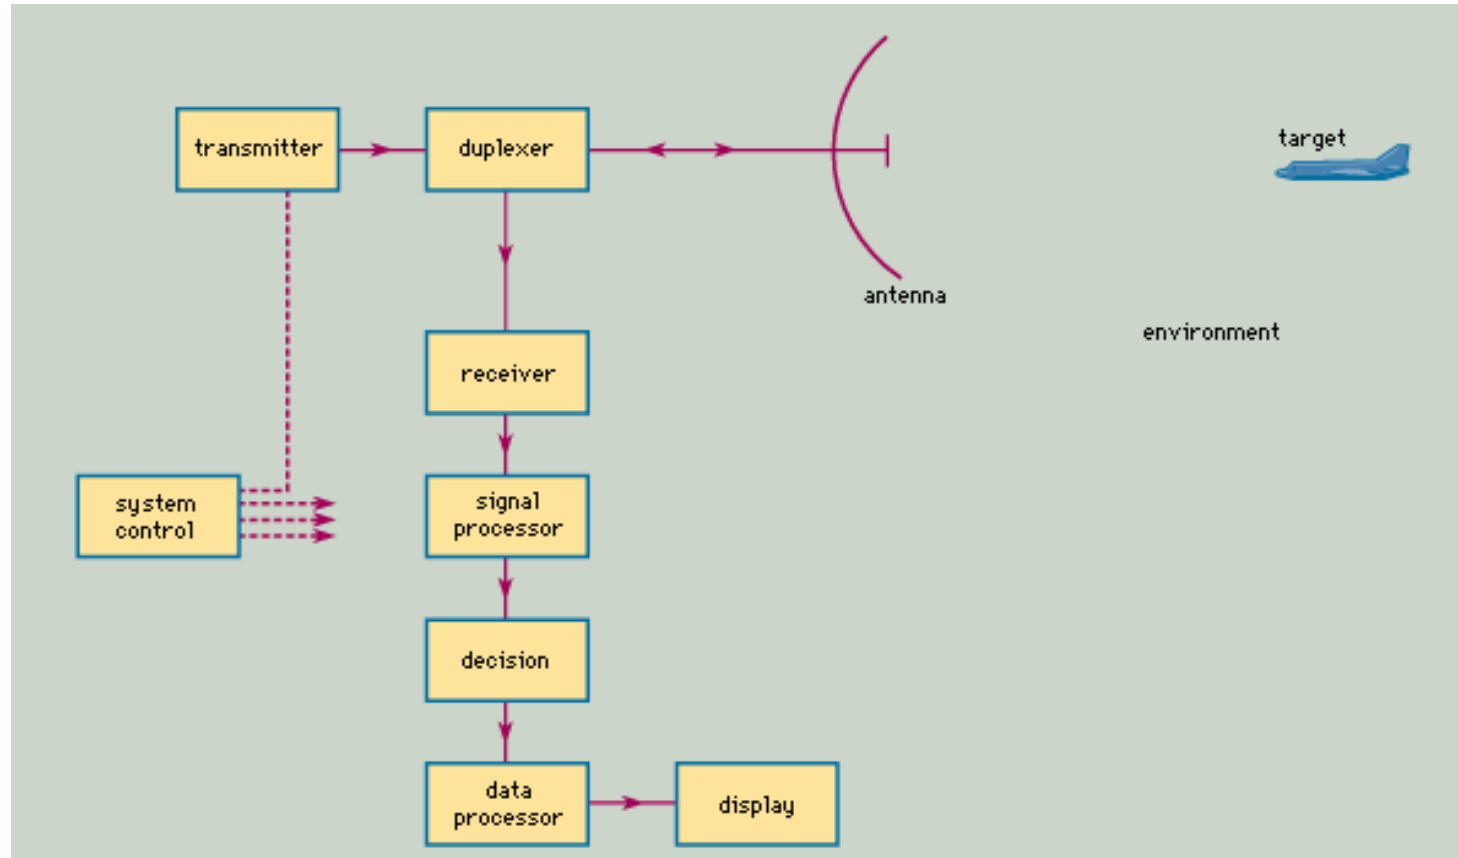 transmitter
duplexer
target
antenna
environment
receiver
system
control
signal
processor
decision
data
processor
display